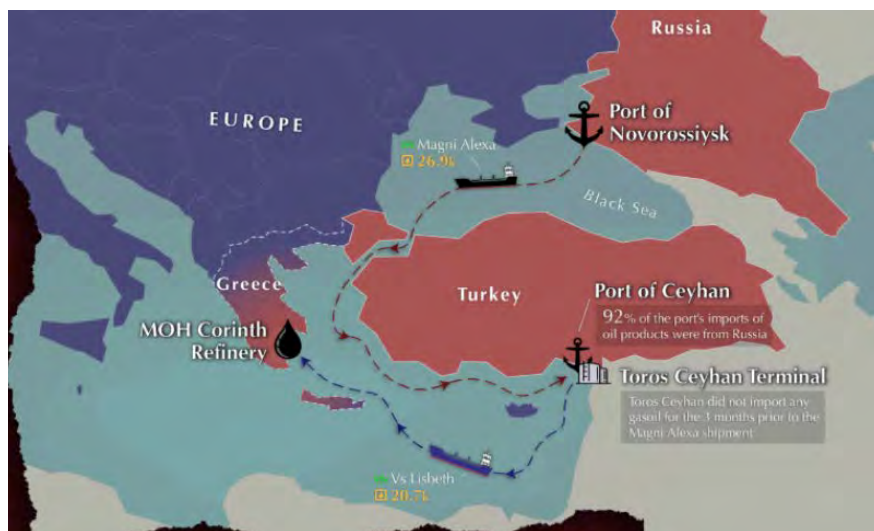 Russia
EUROPE
Port of
Novorossiysk
Magni Alexa
26.9k
Black Sea
Greece
Turkey
Port of Ceyhan
92% of the port's imports of
oil products were from Russia
MOH Corinth
Refinery
Toros Ceyhan Terminal
Toros Ceyhan did not import any
gasoil for the 3 months prior to the
Magni Alexa shipment
Vs Lisbeth
20.7k